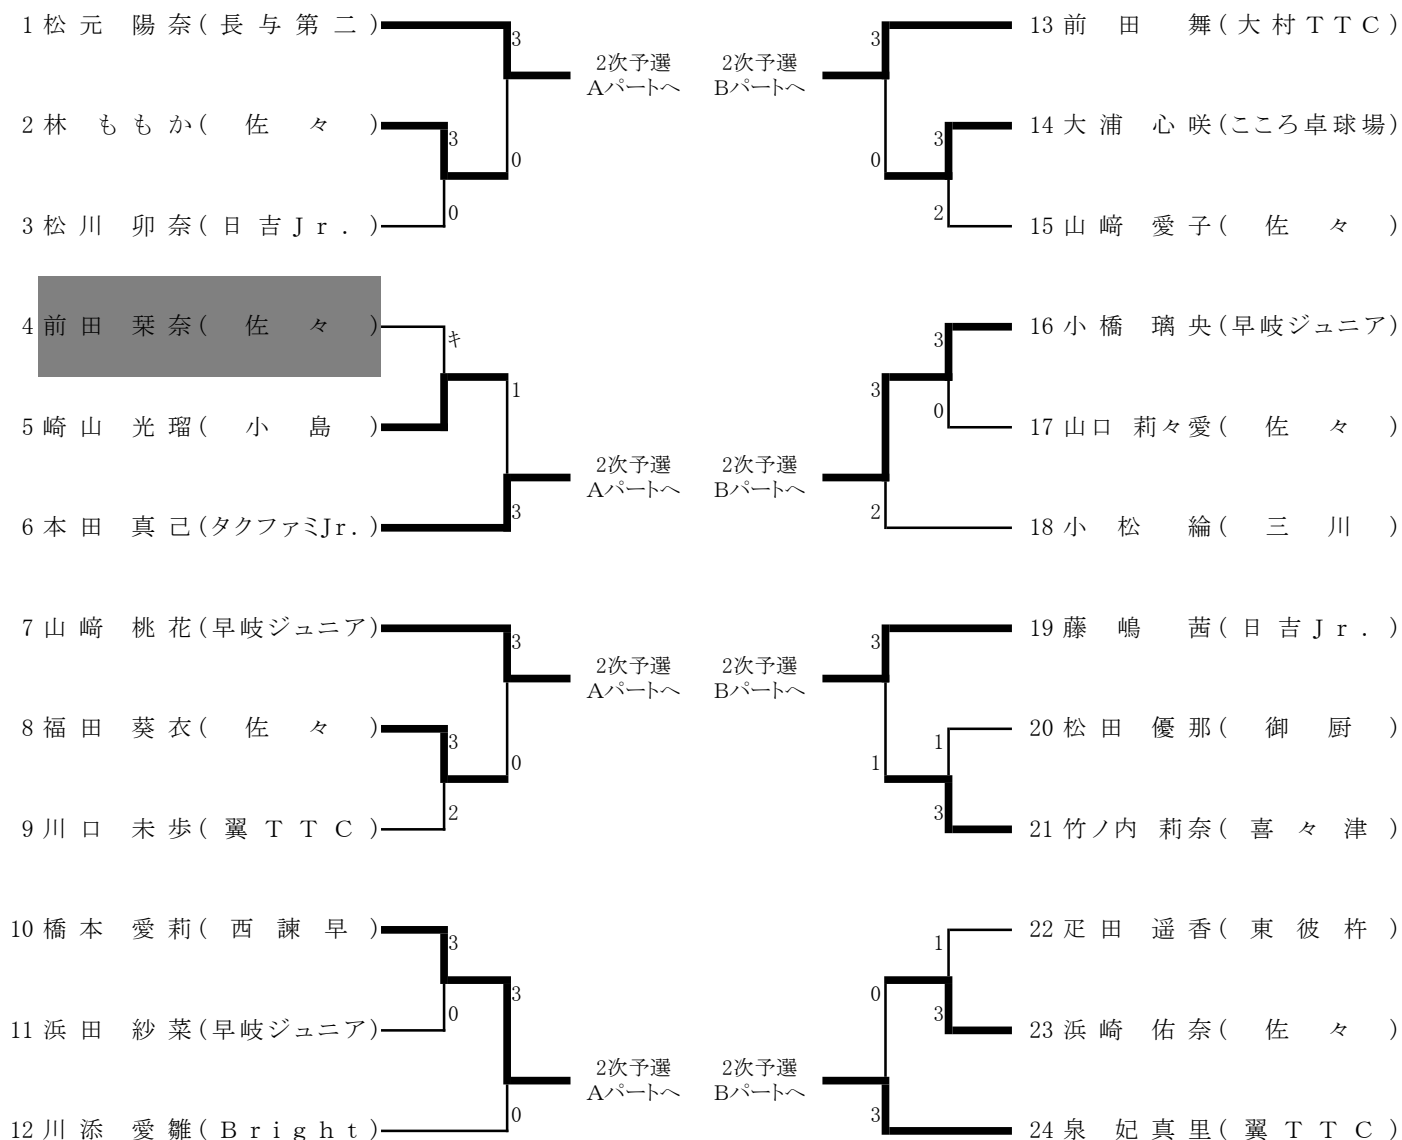 1 松元 陽奈(長与第二)
3
2次予選
Aパートへ
2 林 ももか(佐々)
3
0
3 松川 卯奈(日吉Jr.)
0
4 前田 栞奈(佐々)
キ
1
5 崎山 光瑠(小島)
2次予選
Aパートへ
6 本田 真己(タクファミJr.)
3
7 山﨑 桃花(早岐ジュニア)
3
2次予選
Aパートへ
8 福田 葵衣(佐々)
3
0
9 川口 未歩(翼TTC)
2
10 橋本 愛莉(西諫早)
3
3
11 浜田 紗菜(早岐ジュニア)
0
2次予選
Aパートへ
12 川添 愛雛(Bright)
0
13 前田 舞(大村TTC)
3
2次予選
Bパートへ
14 大浦 心咲(こころ卓球場)
3
0
15 山﨑 愛子(佐々)
2
16 小橋 璃央(早岐ジュニア)
3
3
17 山口 莉々愛(佐々)
0
2次予選
Bパートへ
18 小松 綸(三川)
2
19 藤嶋 茜(日吉Jr.)
3
2次予選
Bパートへ
20 松田 優那(御厨)
1
1
21 竹ノ内 莉奈(喜々津)
3
22 疋田 遥香(東彼杵)
1
0
23 浜崎 佑奈(佐々)
3
2次予選
Bパートへ
24 泉 妃真里(翼TTC)
3